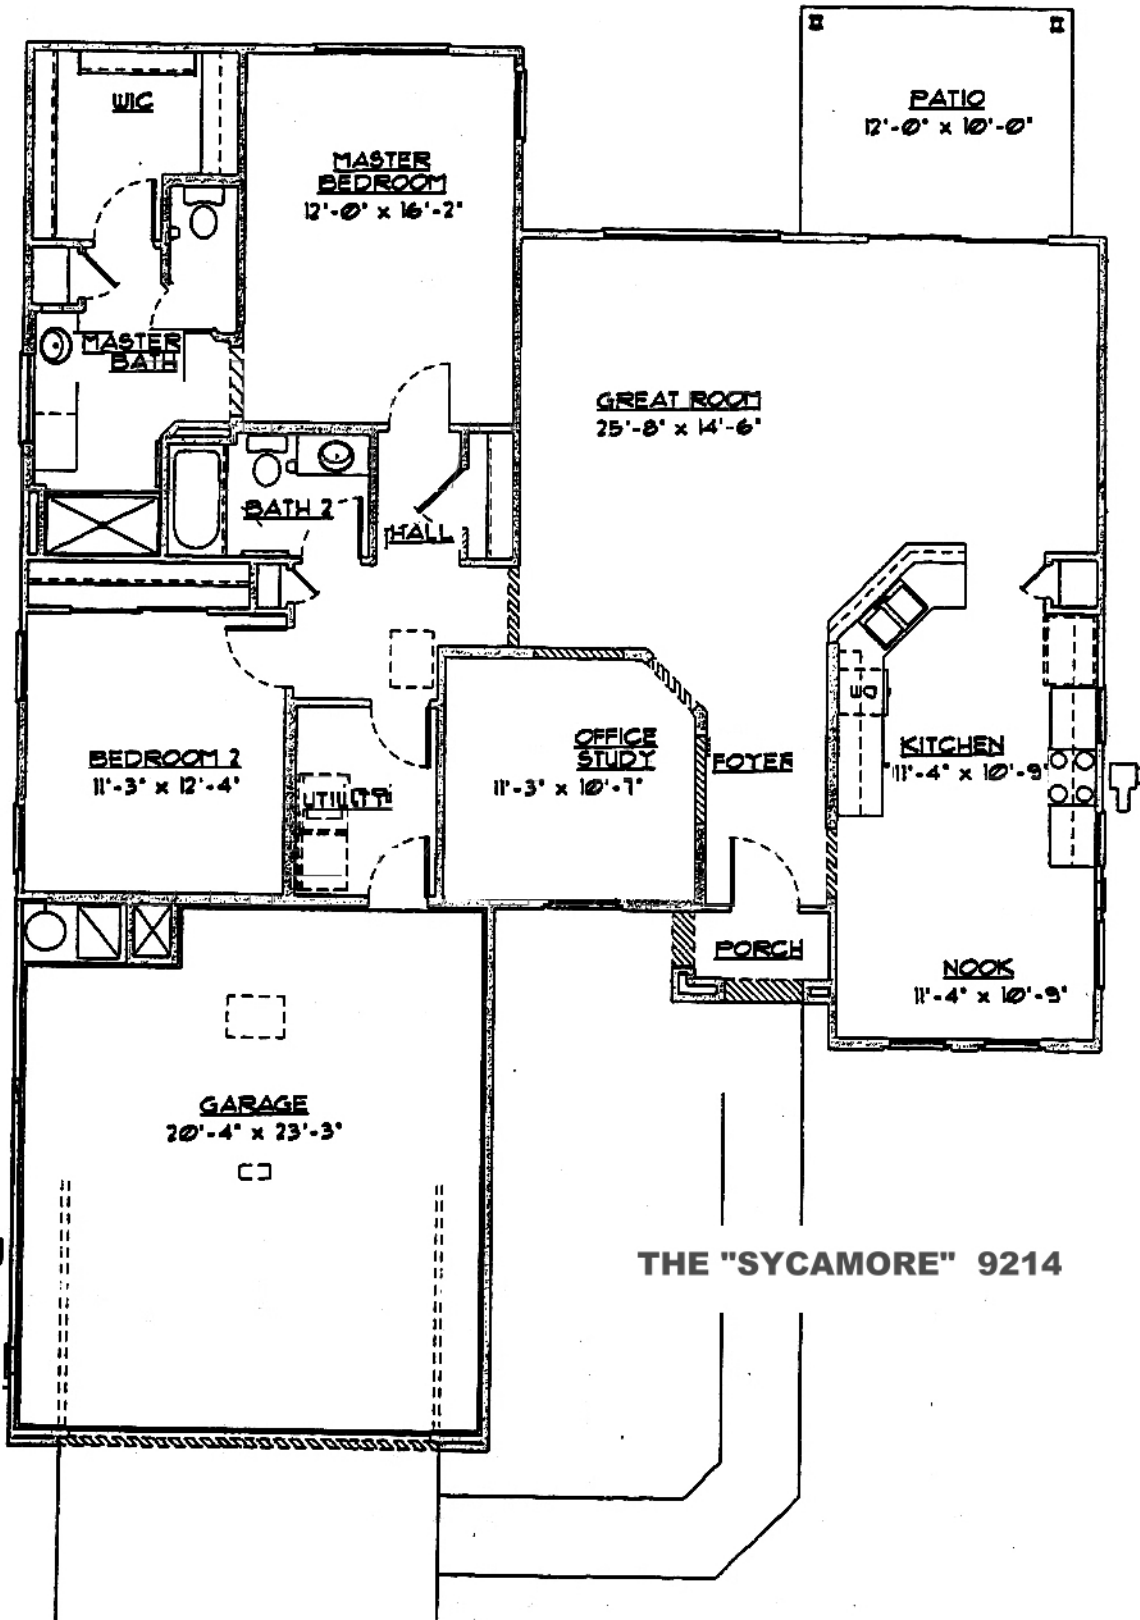 PATIO
12'-0" x 10'-0"
WIC
MASTER
BEDROOM
12'-0" x 16'-2"
MASTER
BATH
GREAT ROOM
25'-8" x 14'-6"
BATH 2
HALL
DW
OFFICE
STUDY
11'-3" x 10'-7"
FOYER
KITCHEN
11'-4" x 10'-9"
BEDROOM 2
11'-3" x 12'-4"
UTILITY
PORCH
NOOK
11'-4" x 10'-9"
GARAGE
20'-4" x 23'-3"
THE "SYCAMORE" 9214